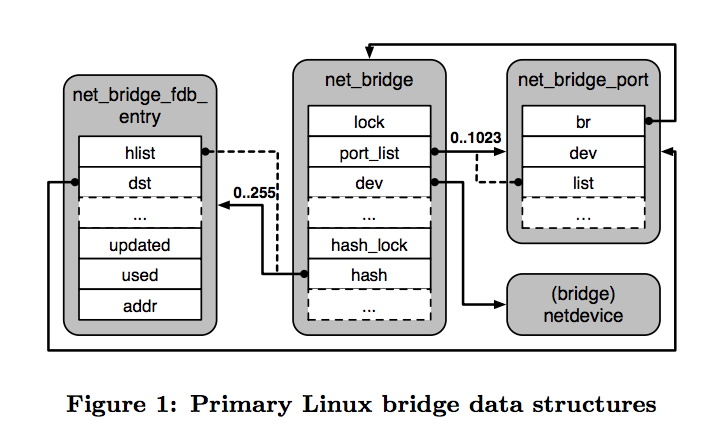 net_bridge_fdb_
entry
hlist
dst
...
updated
used
addr
0..255
net_bridge
lock
port_list
dev
...
hash_lock
hash
...
0..1023
net_bridge_port
br
dev
list
...
(bridge)
netdevice
Figure 1: Primary Linux bridge data structures